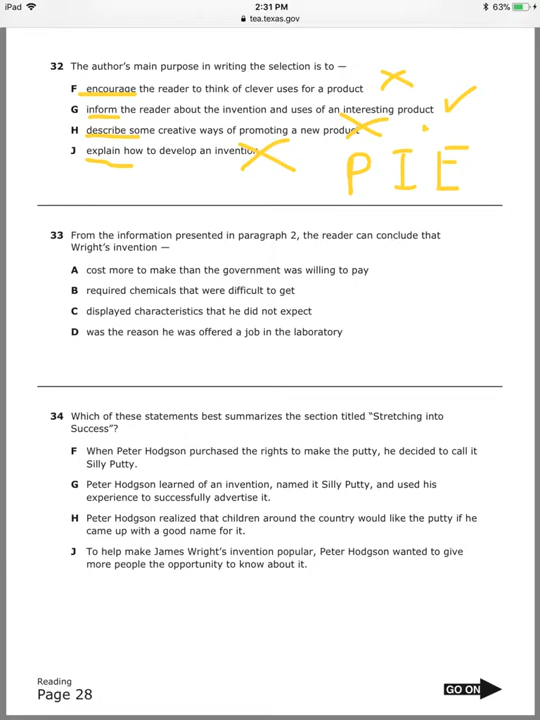 iPad 2:31 PM 63%
tea.texas.gov
32 The author's main purpose in writing the selection is to —
F encourage the reader to think of clever uses for a product
G inform the reader about the invention and uses of an interesting product
H describe some creative ways of promoting a new product
J explain how to develop an invention
P I E
33 From the information presented in paragraph 2, the reader can conclude that
Wright's invention —
A cost more to make than the government was willing to pay
B required chemicals that were difficult to get
C displayed characteristics that he did not expect
D was the reason he was offered a job in the laboratory
34 Which of these statements best summarizes the section titled "Stretching into
Success"?
F When Peter Hodgson purchased the rights to make the putty, he decided to call it
Silly Putty.
G Peter Hodgson learned of an invention, named it Silly Putty, and used his
experience to successfully advertise it.
H Peter Hodgson realized that children around the country would like the putty if he
came up with a good name for it.
J To help make James Wright's invention popular, Peter Hodgson wanted to give
more people the opportunity to know about it.
Reading
Page 28
GO ON